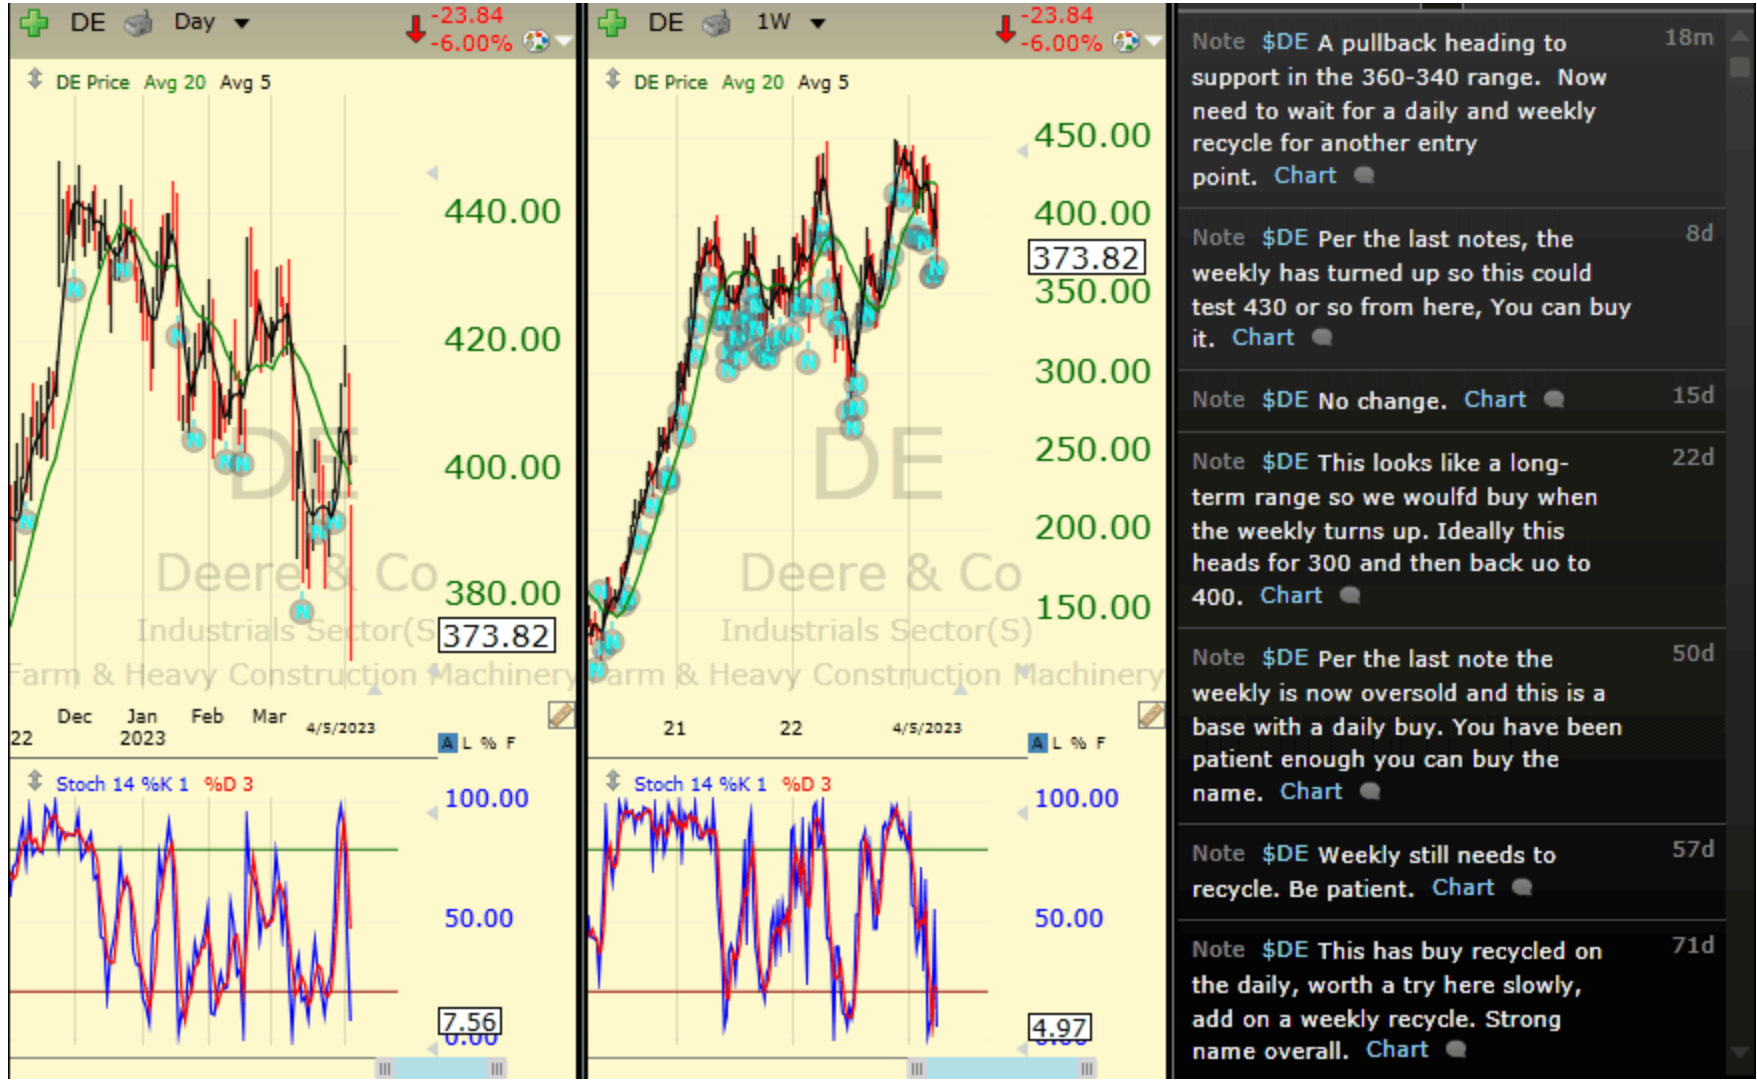 DE Day -23.84
-6.00%
DE Price Avg 20 Avg 5
440.00
420.00
400.00
380.00
373.82
DE
Deere & Co
Industrials Sector(S
Farm & Heavy Construction Machinery
Dec Jan Feb Mar 4/5/2023
22 2023
A L % F
Stoch 14 %K 1 %D 3
100.00
50.00
7.56
0.00
DE 1W -23.84
-6.00%
DE Price Avg 20 Avg 5
450.00
400.00
373.82
350.00
300.00
250.00
200.00
150.00
DE
Deere & Co
Industrials Sector(S)
Farm & Heavy Construction Machinery
21 22 4/5/2023
A L % F
Stoch 14 %K 1 %D 3
100.00
50.00
4.97
Note $DE A pullback heading to 18m
support in the 360-340 range. Now
need to wait for a daily and weekly
recycle for another entry
point. Chart
Note $DE Per the last notes, the 8d
weekly has turned up so this could
test 430 or so from here, You can buy
it. Chart
Note $DE No change. Chart 15d
Note $DE This looks like a long- 22d
term range so we woulfd buy when
the weekly turns up. Ideally this
heads for 300 and then back uo to
400. Chart
Note $DE Per the last note the 50d
weekly is now oversold and this is a
base with a daily buy. You have been
patient enough you can buy the
name. Chart
Note $DE Weekly still needs to 57d
recycle. Be patient. Chart
Note $DE This has buy recycled on 71d
the daily, worth a try here slowly,
add on a weekly recycle. Strong
name overall. Chart